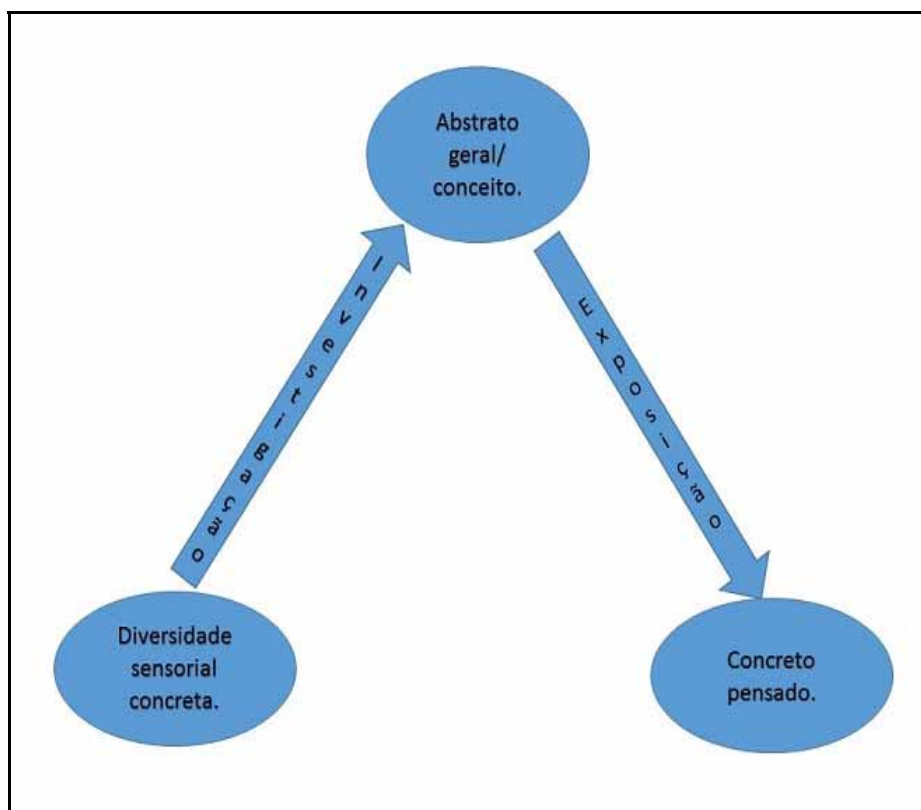 Abstrato
geral/
conceito.
Investigação
Exposição
Diversidade
sensorial
concreta.
Concreto
pensado.